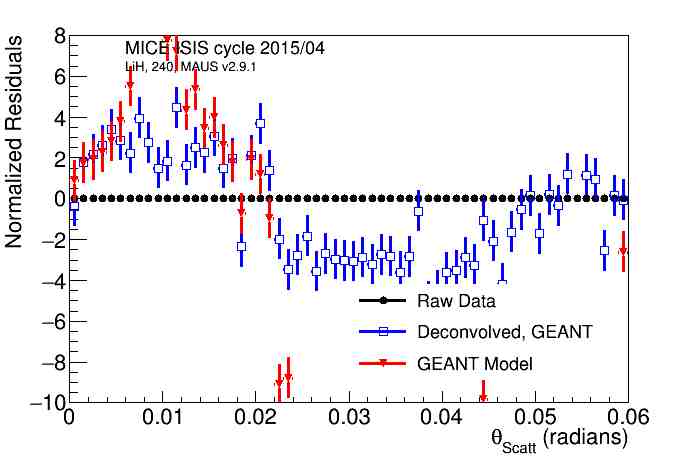 MICE ISIS cycle 2015/04
LiH, 240, MAUS v2.9.1
Normalized Residuals
8
6
4
2
0
−2
−4
−6
−8
−10
Raw Data
Deconvolved, GEANT
GEANT Model
0 0.01 0.02 0.03 0.04 0.05 0.06
θScatt (radians)